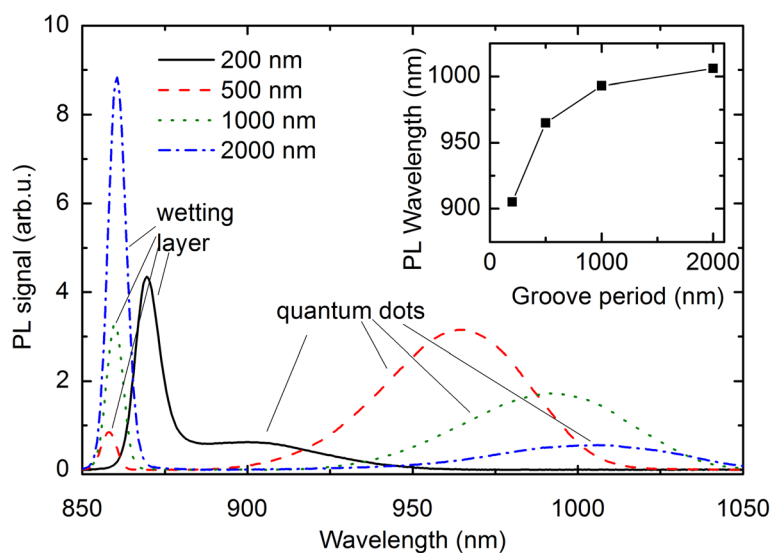 10
8
6
4
2
0
PL signal (arb.u.)
850
900
950
1000
1050
Wavelength (nm)
200 nm
500 nm
1000 nm
2000 nm
wetting
layer
quantum dots
1000
950
900
PL Wavelength (nm)
0
1000
2000
Groove period (nm)